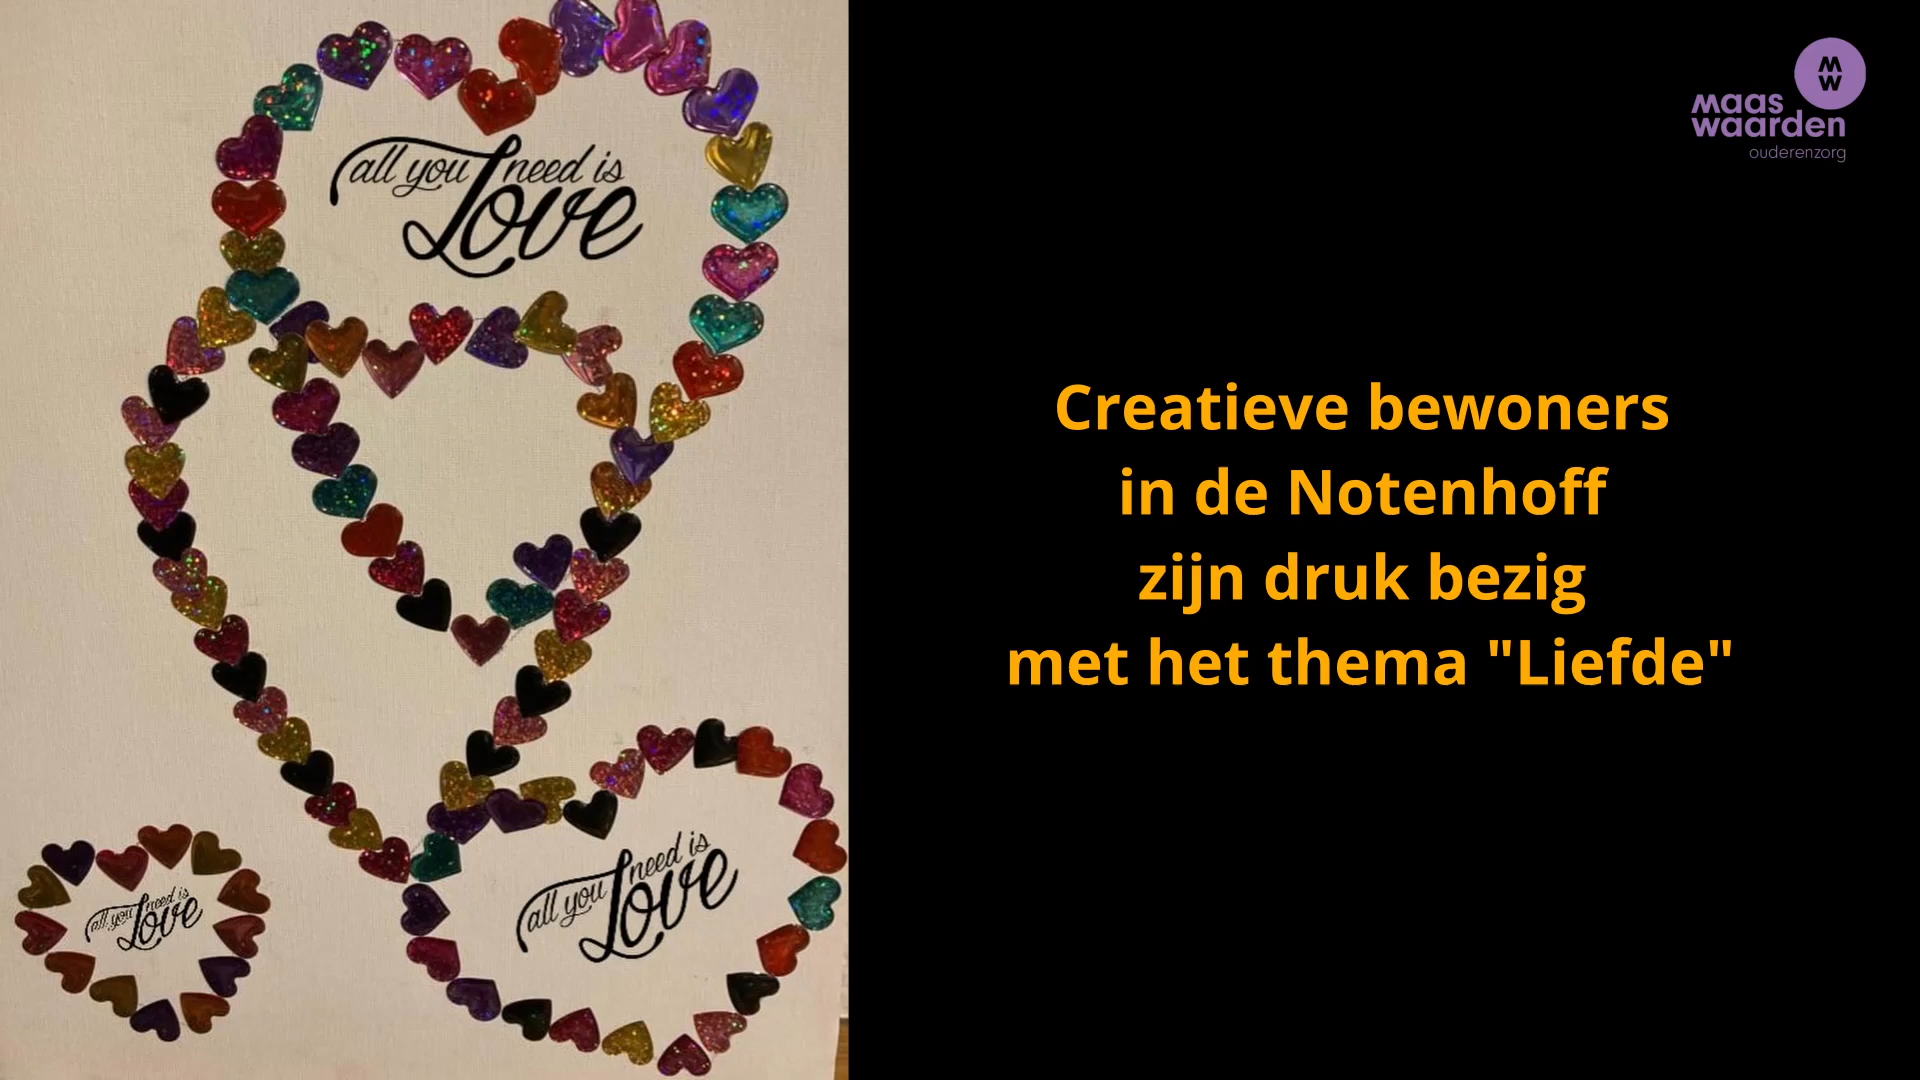 all you need is
Love
all you need is
Love
all you need is
Love
MW
maas
waarden
ouderenzorg
Creatieve bewoners
in de Notenhoff
zijn druk bezig
met het thema "Liefde"